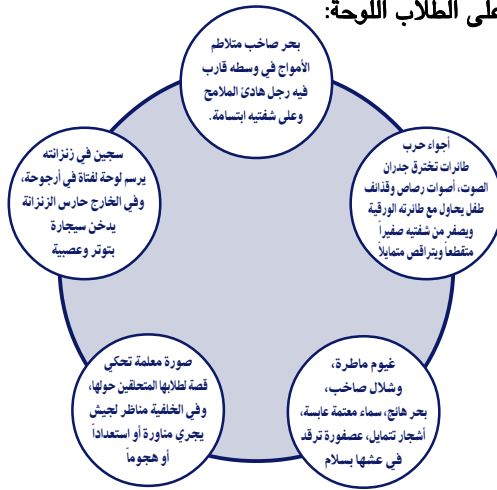 على الطلاب اللوحة:
بحر صاخب متلاطم
الأمواج في وسطه قارب
فيه رجل هادئ الملامح
وعلى شفتيه ابتسامة.
أجواء حرب
طائرات تخترق جدران
الصوت، أصوات رصاص وقذائف
طفل يحاول مع طائرته الورقية
ويصفر من شفتيه صفيراً
متقطعاً ويتراقص متمايلاً
غيوم ماطرة،
وشلال صاخب،
بحر هائج، سماء معتمة عابسة،
أشجار تتمايل، عصفورة ترقد
في عشها بسلام
صورة معلمة تحكي
قصة لطلابها المتحلقين حولها،
وفي الخلفية مناظر لجيش
يجري مناورة أو استعداداً
أو هجوماً
سجين في زنزانته
يرسم لوحة لفتاة في أرجوحة،
وفي الخارج حارس الزنزانة
يدخن سيجارة
بتوتر وعصبية